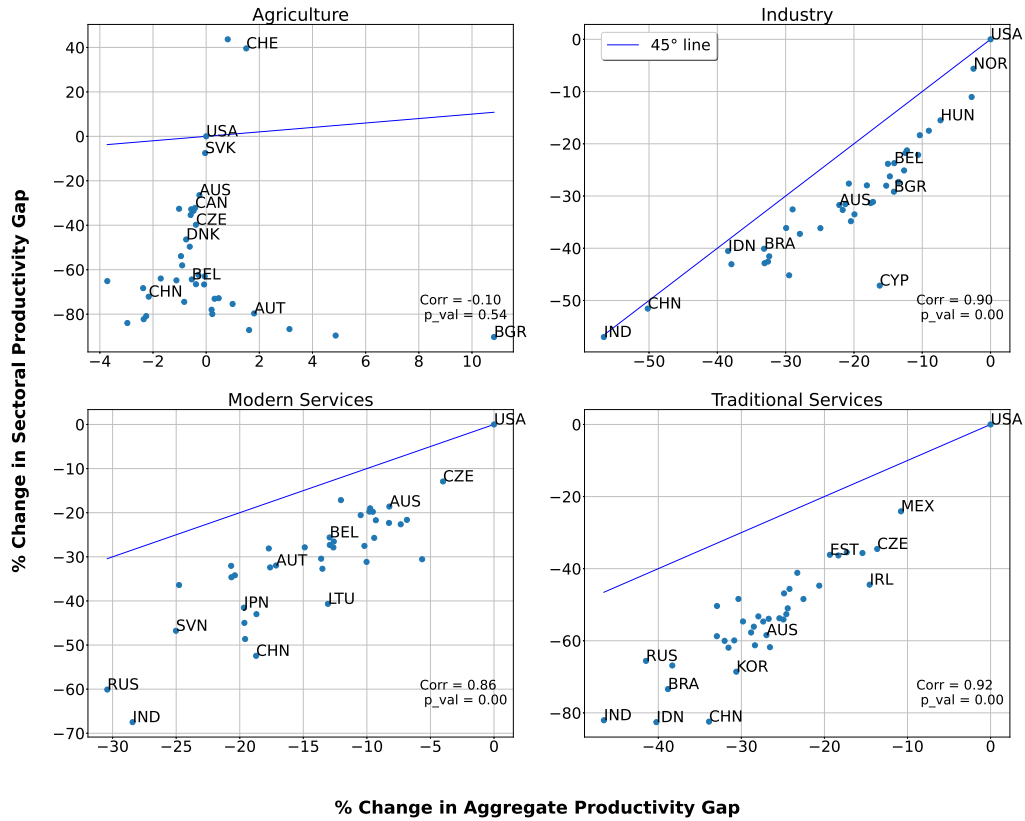 Agriculture
40
20
0
−20
−40
−60
−80
−4
−2
0
2
4
6
8
10
CHE
USA
SVK
AUS
CAN
CZE
DNK
BEL
CHN
AUT
BGR
Corr = -0.10
p_val = 0.54
Industry
45° line
0
−10
−20
−30
−40
−50
−50
−40
−30
−20
−10
0
USA
NOR
HUN
BEL
BGR
AUS
IDN
BRA
CYP
CHN
IND
Corr = 0.90
p_val = 0.00
Modern Services
0
−10
−20
−30
−40
−50
−60
−70
−30
−25
−20
−15
−10
−5
0
USA
CZE
AUS
BEL
AUT
JPN
LTU
SVN
CHN
RUS
IND
Corr = 0.86
p_val = 0.00
Traditional Services
0
−20
−40
−60
−80
−40
−30
−20
−10
0
USA
MEX
EST
CZE
IRL
AUS
RUS
KOR
BRA
IND
IDN
CHN
Corr = 0.92
p_val = 0.00
% Change in Sectoral Productivity Gap
% Change in Aggregate Productivity Gap